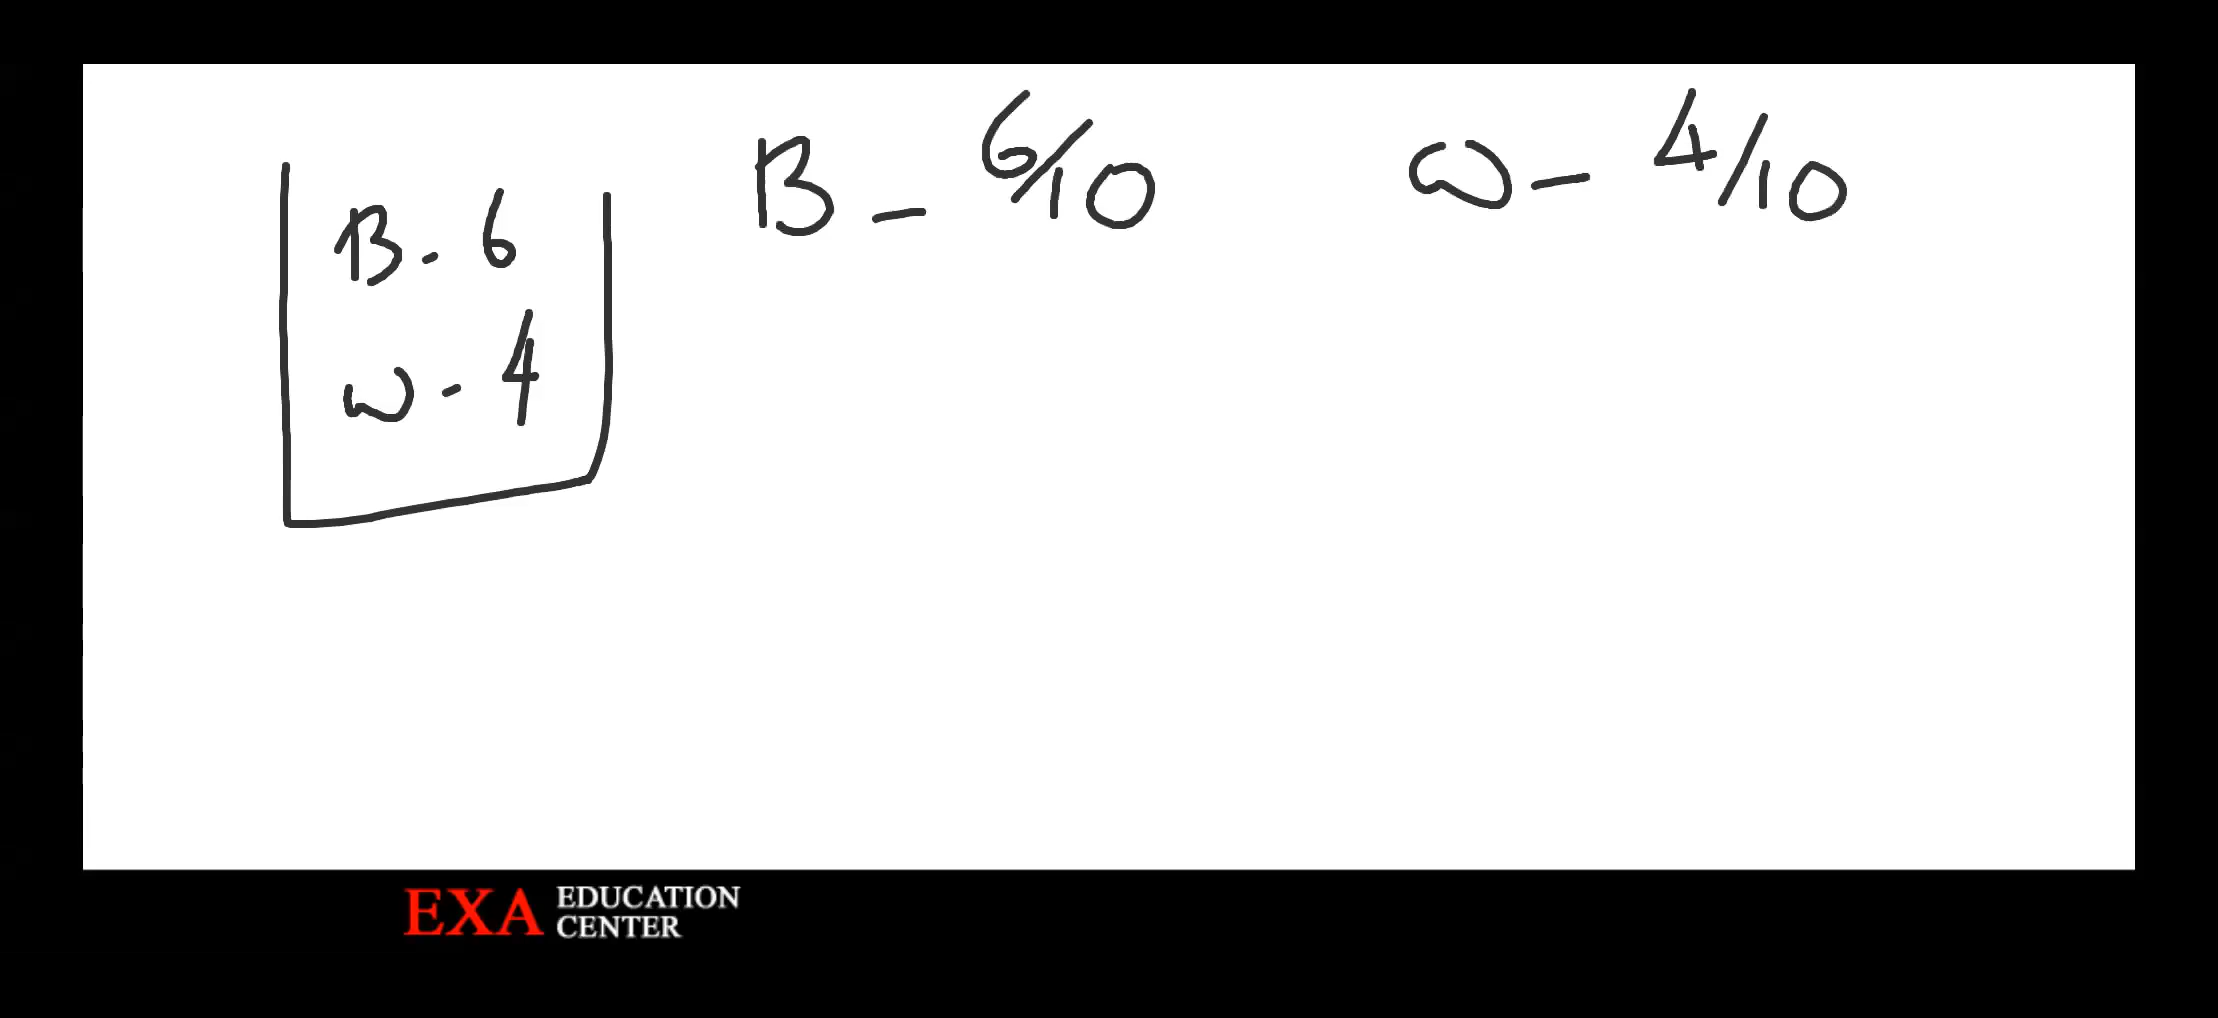 B - 6
W - 4
B - 6/10
W - 4/10
EXA EDUCATION
CENTER